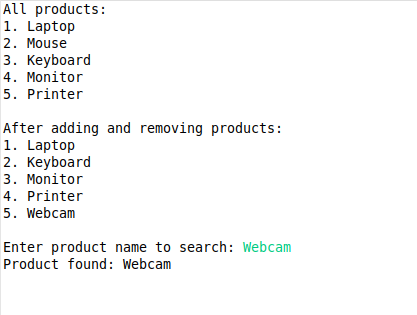 All products:
1. Laptop
2. Mouse
3. Keyboard
4. Monitor
5. Printer

After adding and removing products:
1. Laptop
2. Keyboard
3. Monitor
4. Printer
5. Webcam

Enter product name to search: Webcam
Product found: Webcam